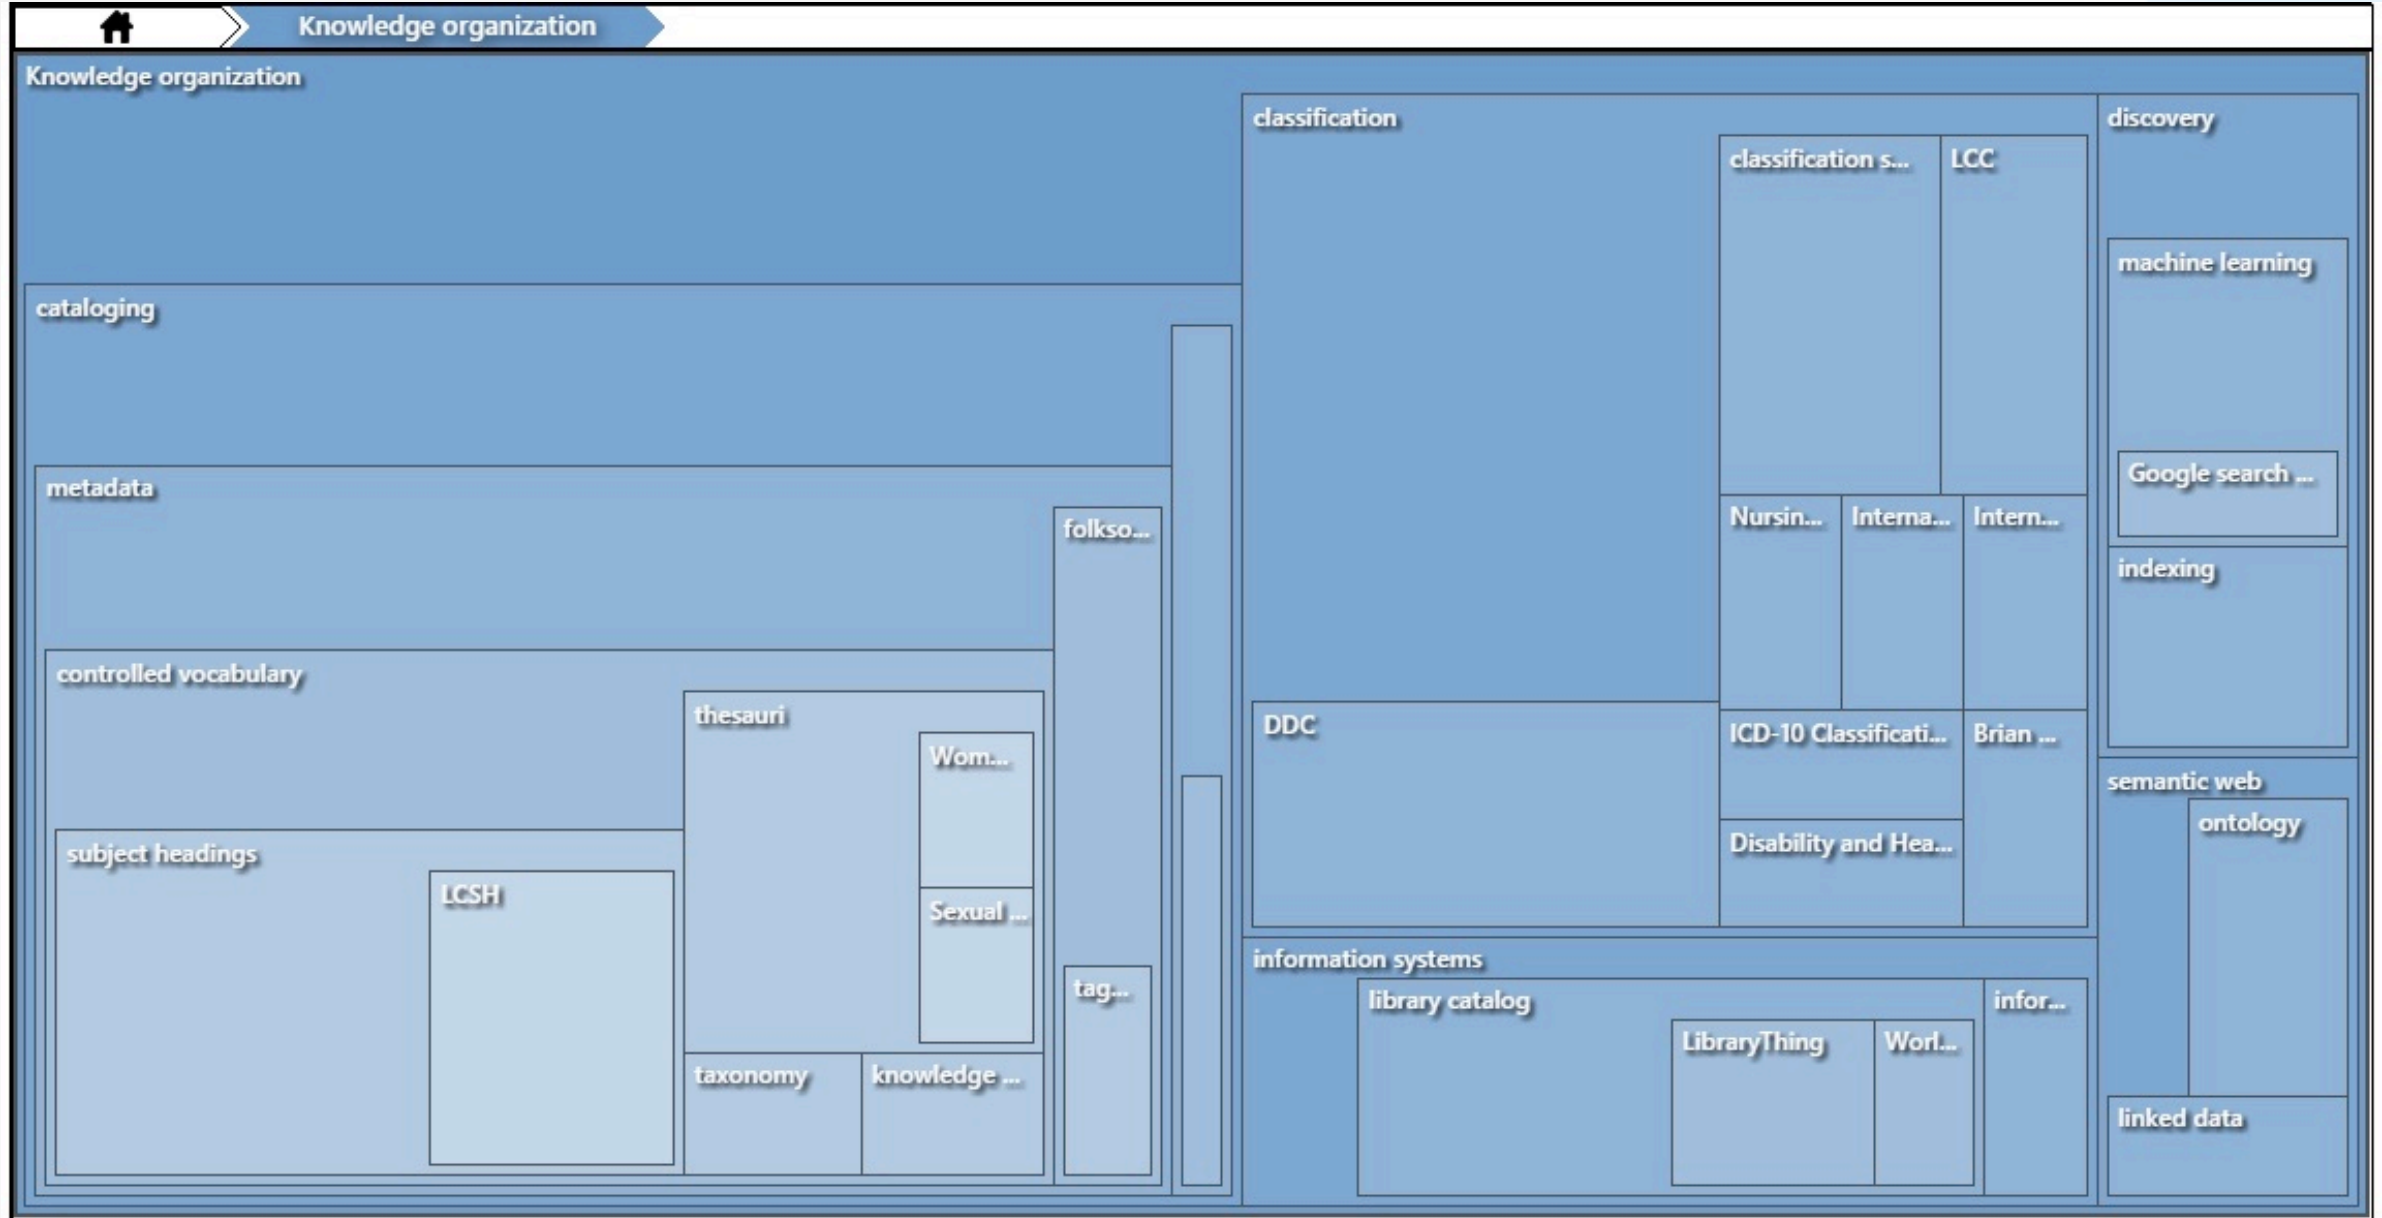 Knowledge organization
Knowledge organization
cataloging
metadata
folkso...
controlled vocabulary
thesauri
Wom...
Sexual ...
subject headings
LCSH
taxonomy
knowledge ...
tag...
classification
classification s...
LCC
Nursin...
Interna...
Intern...
DDC
ICD-10 Classificati...
Brian ...
Disability and Hea...
information systems
library catalog
LibraryThing
Worl...
infor...
discovery
machine learning
Google search ...
indexing
semantic web
ontology
linked data